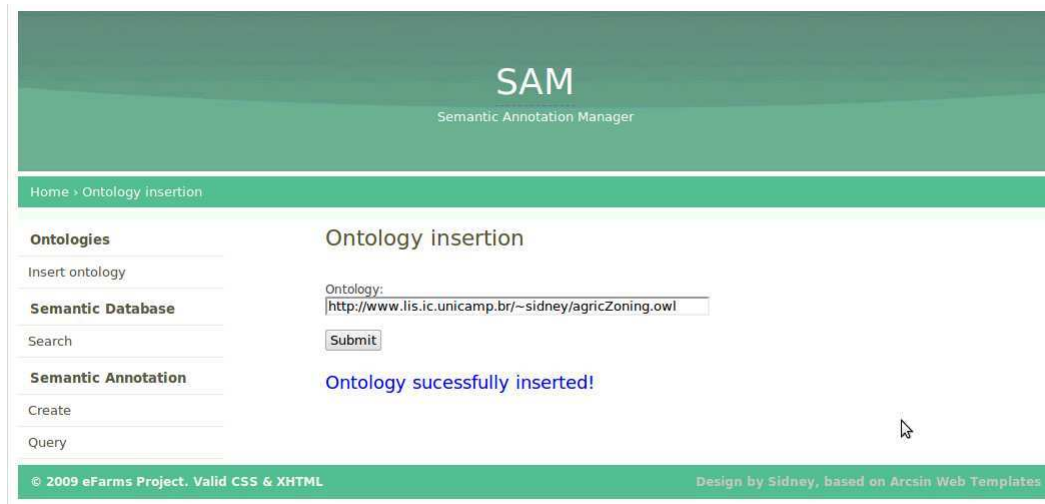 SAM
Semantic Annotation Manager
Home › Ontology insertion
Ontologies
Insert ontology
Semantic Database
Search
Semantic Annotation
Create
Query
Ontology insertion
Ontology:
http://www.lis.ic.unicamp.br/~sidney/agricZoning.owl
Submit
Ontology sucessfully inserted!
© 2009 eFarms Project. Valid CSS & XHTML
Design by Sidney, based on Arcsin Web Templates